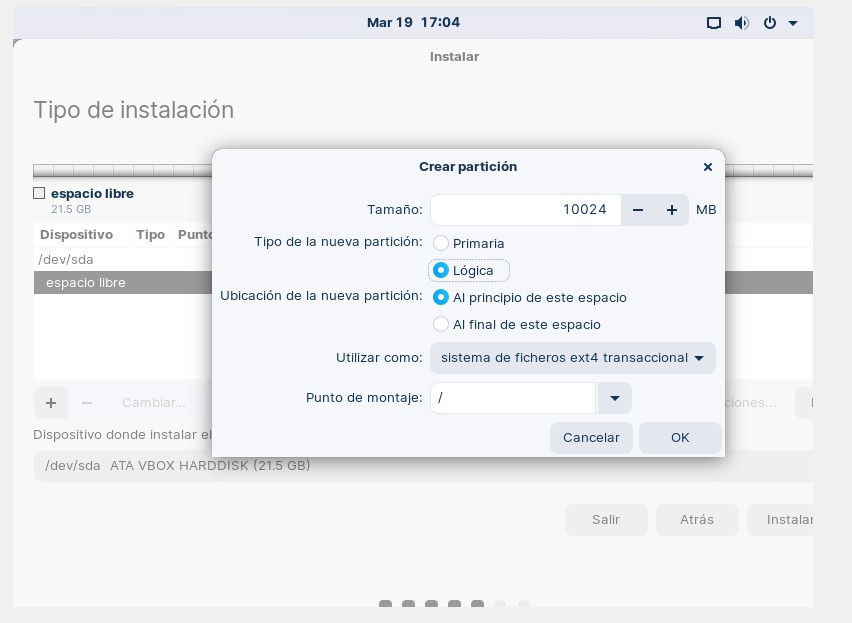 Mar 19 17:04
Instalar
Tipo de instalación
Crear partición
espacio libre
21.5 GB
Tamaño: 10024 MB
Dispositivo Tipo
Tipo de la nueva partición: Primaria
/dev/sda
Lógica
espacio libre
Ubicación de la nueva partición: Al principio de este espacio
Al final de este espacio
Utilizar como: sistema de ficheros ext4 transaccional
Punto de montaje: /
+ − Cambiar...
Dispositivo donde instalar el
Cancelar OK
/dev/sda ATA VBOX HARDDISK (21.5 GB)
Salir Atrás Instalar